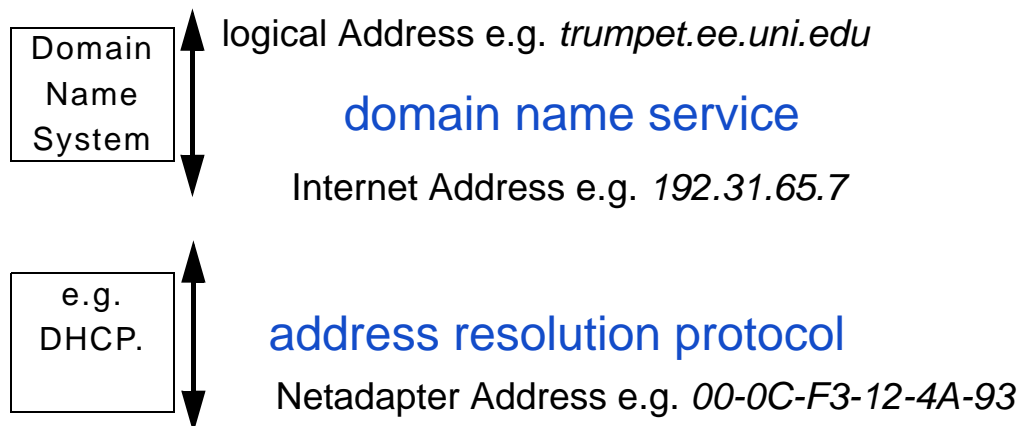 Domain
Name
System
logical Address e.g. trumpet.ee.uni.edu
domain name service
Internet Address e.g. 192.31.65.7
e.g.
DHCP.
address resolution protocol
Netadapter Address e.g. 00-0C-F3-12-4A-93